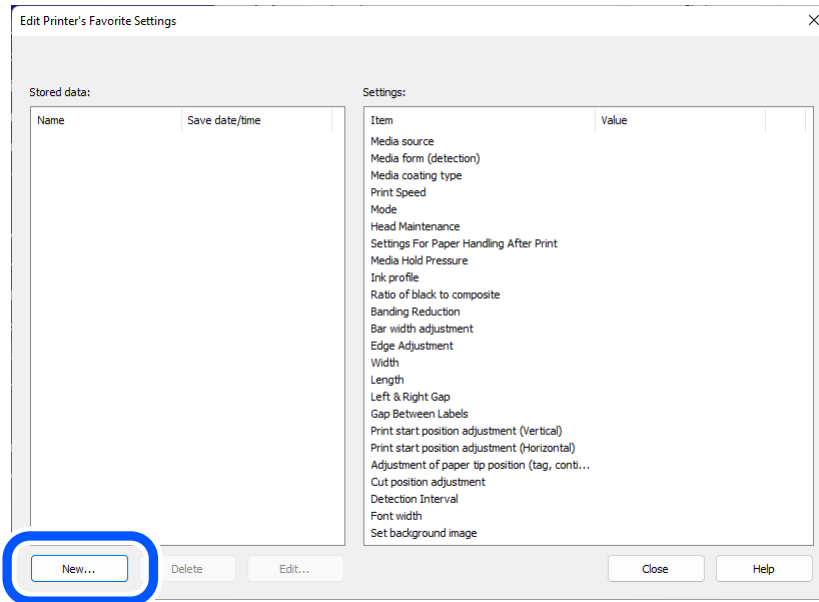 Edit Printer's Favorite Settings
Stored data:
Name Save date/time
Settings:
Item Value
Media source
Media form (detection)
Media coating type
Print Speed
Mode
Head Maintenance
Settings For Paper Handling After Print
Media Hold Pressure
Ink profile
Ratio of black to composite
Banding Reduction
Bar width adjustment
Edge Adjustment
Width
Length
Left & Right Gap
Gap Between Labels
Print start position adjustment (Vertical)
Print start position adjustment (Horizontal)
Adjustment of paper tip position (tag, conti...
Cut position adjustment
Detection Interval
Font width
Set background image
New... Delete Edit... Close Help